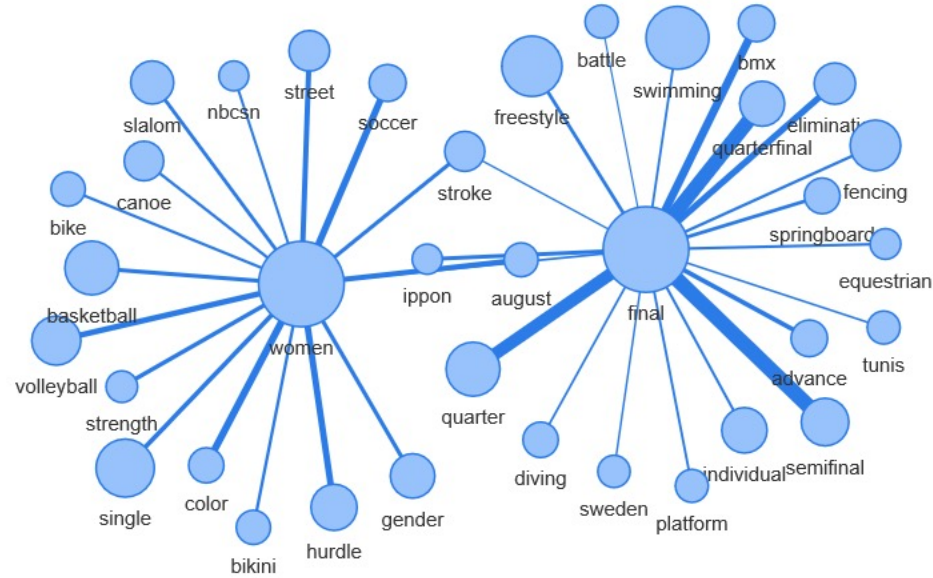 battle
swimming
bmx
street
nbcsn
slalom
soccer
freestyle
eliminati
quarterfinal
canoe
stroke
fencing
bike
springboard
equestrian
ippon
august
final
basketball
women
volleyball
advance
tunis
strength
quarter
single
color
gender
diving
individual
semifinal
bikini
hurdle
sweden
platform